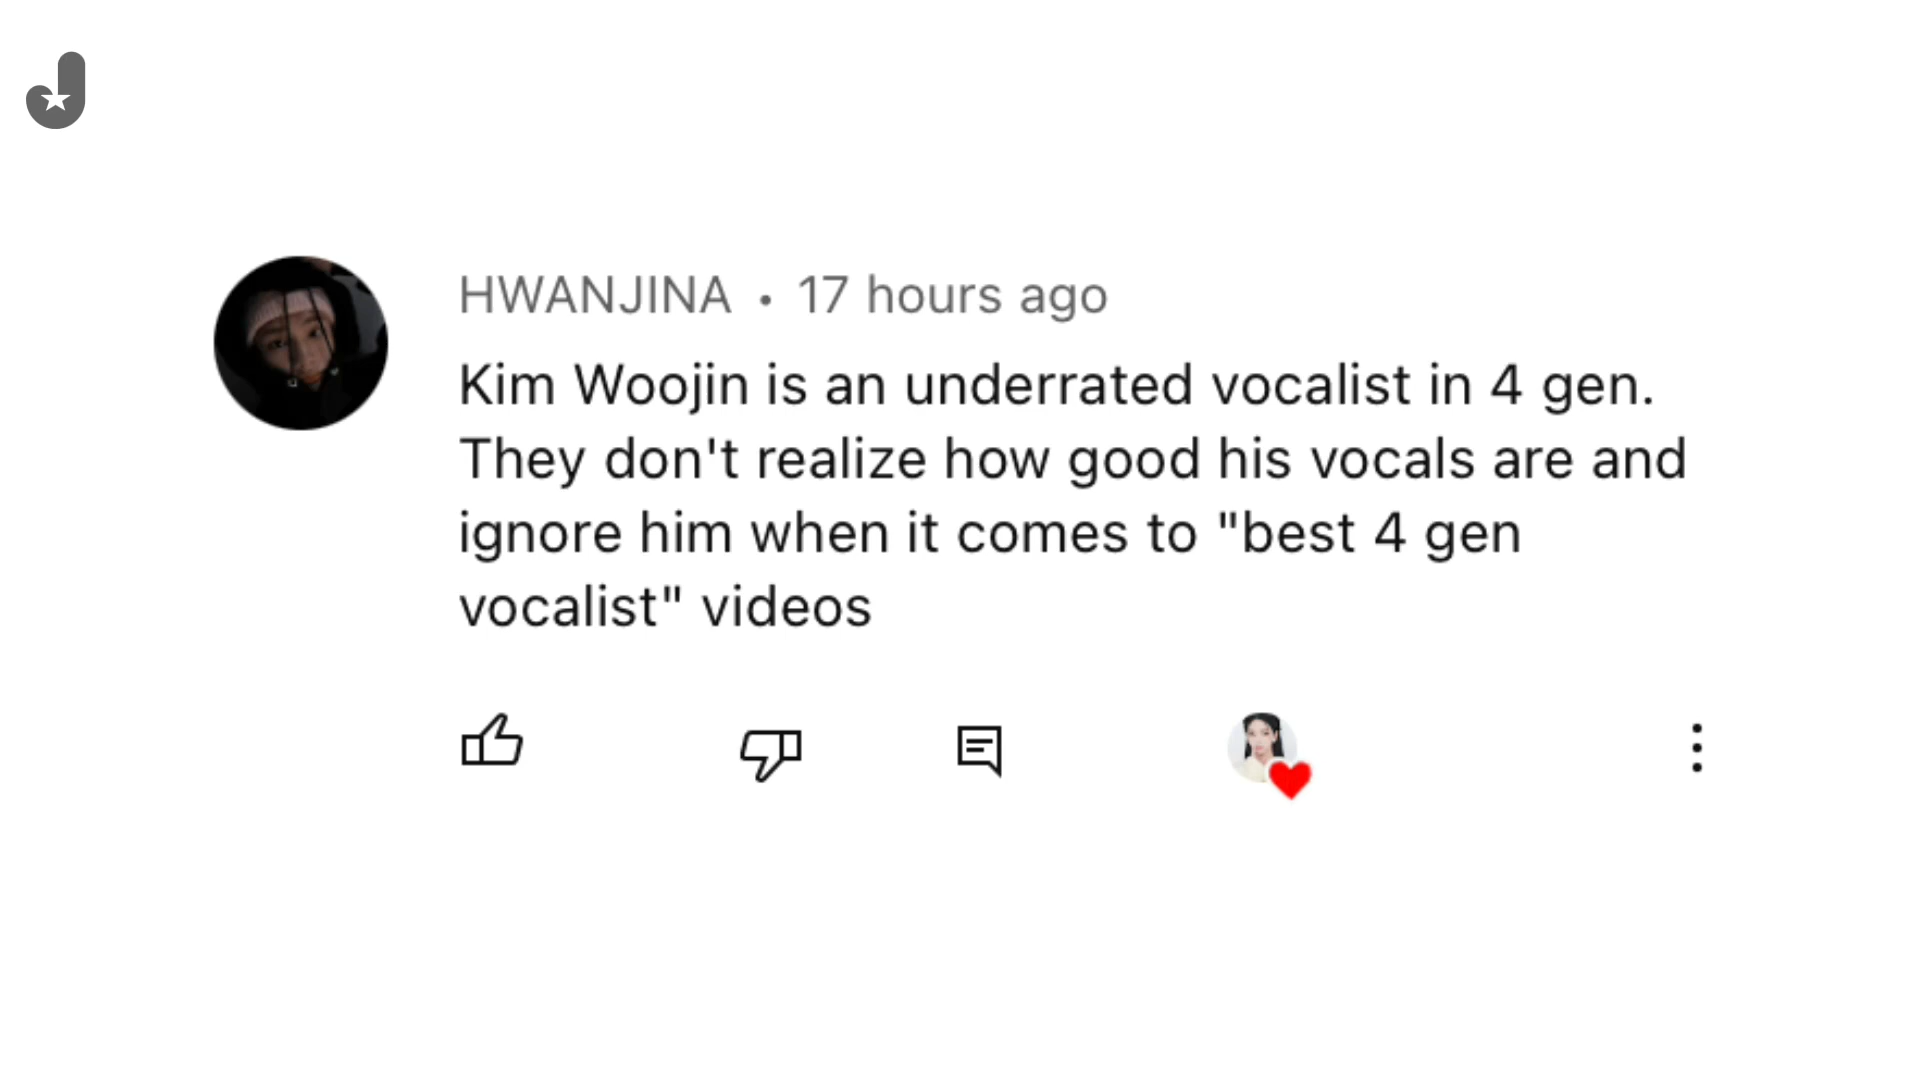 HWANJINA • 17 hours ago
Kim Woojin is an underrated vocalist in 4 gen.
They don't realize how good his vocals are and
ignore him when it comes to "best 4 gen
vocalist" videos